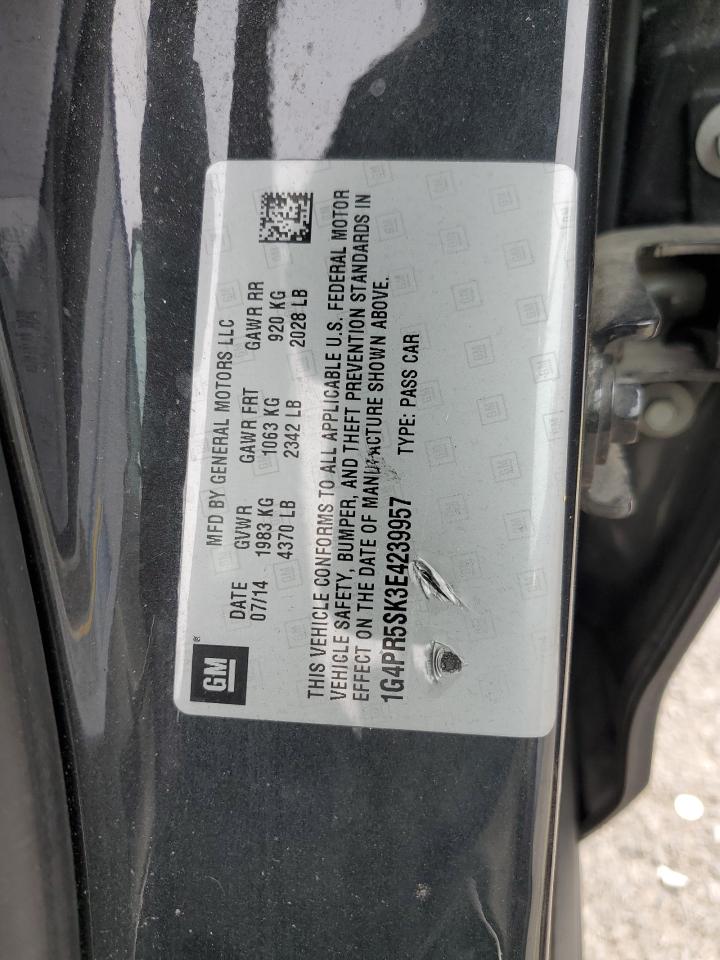 GM ®
MFD BY GENERAL MOTORS LLC
DATE GVWR GAWR FRT GAWR RR
07/14 1983 KG 1063 KG 920 KG
4370 LB 2342 LB 2028 LB
THIS VEHICLE CONFORMS TO ALL APPLICABLE U.S. FEDERAL MOTOR
VEHICLE SAFETY, BUMPER, AND THEFT PREVENTION STANDARDS IN
EFFECT ON THE DATE OF MANUFACTURE SHOWN ABOVE.
1G4PR5SK3E4239957 TYPE: PASS CAR